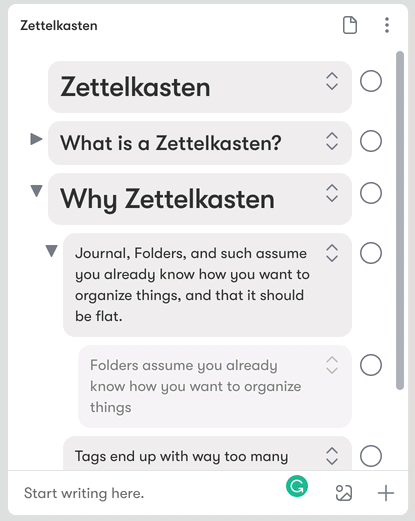 Zettelkasten
Zettelkasten
What is a Zettelkasten?
Why Zettelkasten
Journal, Folders, and such assume
you already know how you want to
organize things, and that it should
be flat.
Folders assume you already
know how you want to organize
things
Tags end up with way too many
Start writing here.